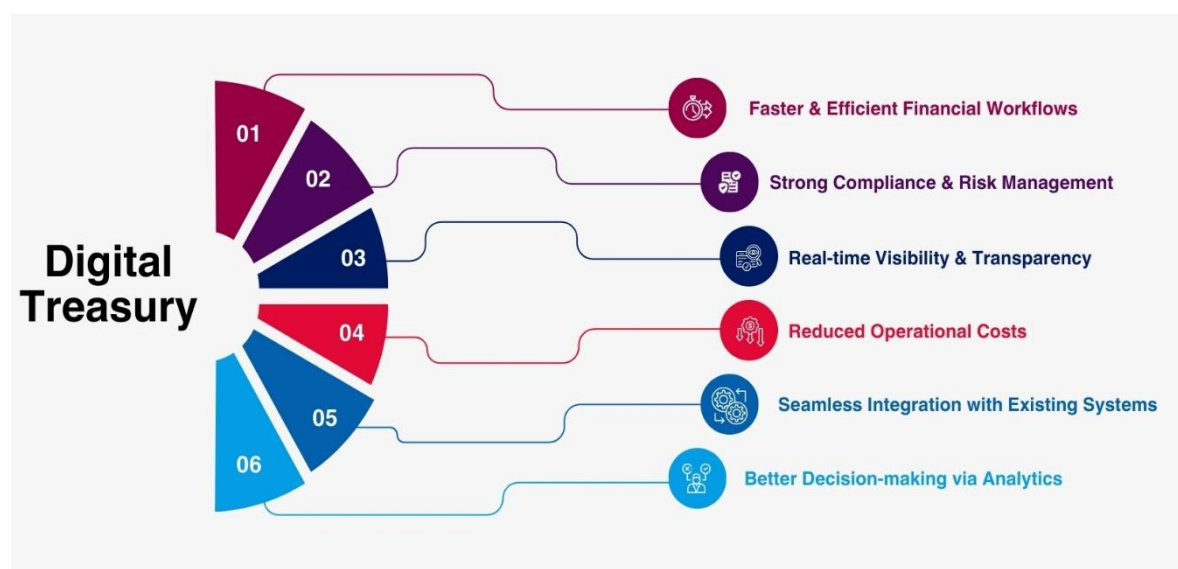 Digital
Treasury
01
Faster & Efficient Financial Workflows
02
Strong Compliance & Risk Management
03
Real-time Visibility & Transparency
04
Reduced Operational Costs
05
Seamless Integration with Existing Systems
06
Better Decision-making via Analytics